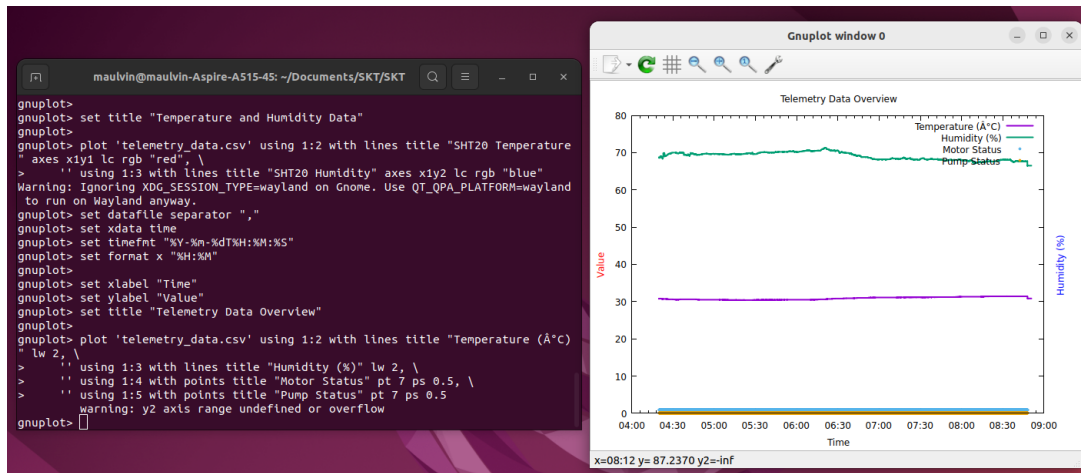 maulvin@maulvin-Aspire-A515-45: ~/Documents/SKT/SKT
gnuplot>
gnuplot> set title "Temperature and Humidity Data"
gnuplot>
gnuplot> plot 'telemetry_data.csv' using 1:2 with lines title "SHT20 Temperature
" axes x1y1 lc rgb "red", \
>     '' using 1:3 with lines title "SHT20 Humidity" axes x1y2 lc rgb "blue"
Warning: Ignoring XDG_SESSION_TYPE=wayland on Gnome. Use QT_QPA_PLATFORM=wayland
 to run on Wayland anyway.
gnuplot> set datafile separator ","
gnuplot> set xdata time
gnuplot> set timefmt "%Y-%m-%dT%H:%M:%S"
gnuplot> set format x "%H:%M"
gnuplot>
gnuplot> set xlabel "Time"
gnuplot> set ylabel "Value"
gnuplot> set title "Telemetry Data Overview"
gnuplot>
gnuplot> plot 'telemetry_data.csv' using 1:2 with lines title "Temperature (Â°C)
" lw 2, \
>     '' using 1:3 with lines title "Humidity (%)" lw 2, \
>     '' using 1:4 with points title "Motor Status" pt 7 ps 0.5, \
>     '' using 1:5 with points title "Pump Status" pt 7 ps 0.5
         warning: y2 axis range undefined or overflow
gnuplot>
Gnuplot window 0
Telemetry Data Overview
Temperature (Â°C)
Humidity (%)
Motor Status
Pump Status
80
70
60
50
40
30
20
10
0
Value
Humidity (%)
04:00 04:30 05:00 05:30 06:00 06:30 07:00 07:30 08:00 08:30 09:00
Time
x=08:12 y= 87.2370 y2=-inf